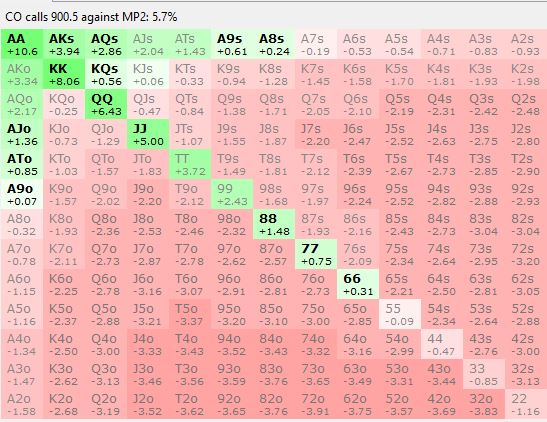 CO calls 900.5 against MP2: 5.7%
AA AKs AQs AJs ATs A9s A8s A7s A6s A5s A4s A3s A2s
+10.6 +3.94 +2.86 +2.04 +1.43 +0.61 +0.24 -0.19 -0.53 -0.54 -0.71 -0.83 -0.93
AKo KK KQs KJs KTs K9s K8s K7s K6s K5s K4s K3s K2s
+3.34 +8.06 +0.56 +0.06 -0.33 -0.94 -1.28 -1.45 -1.58 -1.70 -1.81 -1.93 -1.98
AQo KQo QQ QJs QTs Q9s Q8s Q7s Q6s Q5s Q4s Q3s Q2s
+2.17 -0.25 +6.43 -0.47 -0.84 -1.38 -1.71 -2.05 -2.10 -2.19 -2.31 -2.42 -2.48
AJo KJo QJo JJ JTs J9s J8s J7s J6s J5s J4s J3s J2s
+1.36 -0.73 -1.29 +5.00 -1.07 -1.55 -1.87 -2.20 -2.47 -2.52 -2.63 -2.75 -2.80
ATo KTo QTo JTo TT T9s T8s T7s T6s T5s T4s T3s T2s
+0.85 -1.03 -1.57 -1.83 +3.72 -1.49 -1.81 -2.12 -2.39 -2.67 -2.73 -2.85 -2.90
A9o K9o Q9o J9o T9o 99 98s 97s 96s 95s 94s 93s 92s
+0.07 -1.57 -2.02 -2.20 -2.12 +2.43 -1.68 -1.97 -2.24 -2.52 -2.82 -2.88 -2.94
A8o K8o Q8o J8o T8o 98o 88 87s 86s 85s 84s 83s 82s
-0.32 -1.93 -2.36 -2.53 -2.46 -2.32 +1.48 -1.93 -2.16 -2.43 -2.73 -3.04 -3.04
A7o K7o Q7o J7o T7o 97o 87o 77 76s 75s 74s 73s 72s
-0.78 -2.11 -2.73 -2.87 -2.78 -2.62 -2.57 +0.75 -2.09 -2.34 -2.64 -2.95 -3.20
A6o K6o Q6o J6o T6o 96o 86o 76o 66 65s 64s 63s 62s
-1.15 -2.25 -2.78 -3.16 -3.07 -2.91 -2.81 -2.73 +0.31 -2.21 -2.50 -2.81 -3.05
A5o K5o Q5o J5o T5o 95o 85o 75o 65o 55 54s 53s 52s
-1.16 -2.37 -2.88 -3.21 -3.37 -3.20 -3.10 -3.00 -2.85 -0.09 -2.34 -2.64 -2.88
A4o K4o Q4o J4o T4o 94o 84o 74o 64o 54o 44 43s 42s
-1.34 -2.50 -3.00 -3.33 -3.43 -3.52 -3.43 -3.32 -3.16 -2.99 -0.47 -2.76 -3.00
A3o K3o Q3o J3o T3o 93o 83o 73o 63o 53o 43o 33 32s
-1.47 -2.62 -3.13 -3.46 -3.56 -3.59 -3.76 -3.65 -3.49 -3.31 -3.44 -0.85 -3.13
A2o K2o Q2o J2o T2o 92o 82o 72o 62o 52o 42o 32o 22
-1.58 -2.68 -3.19 -3.52 -3.62 -3.65 -3.76 -3.91 -3.75 -3.57 -3.69 -3.83 -1.16